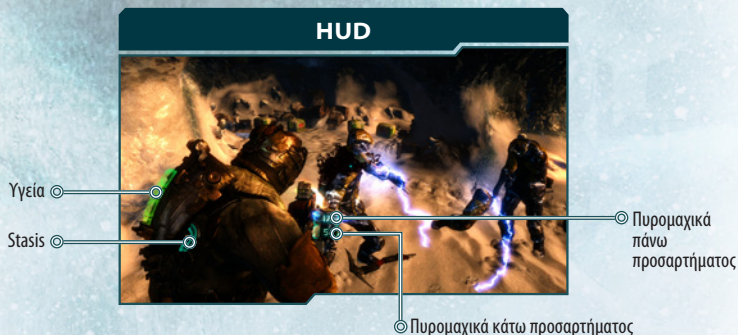 HUD
Υγεία
Stasis
Πυρομαχικά
πάνω
προσαρτήματος
Πυρομαχικά κάτω προσαρτήματος